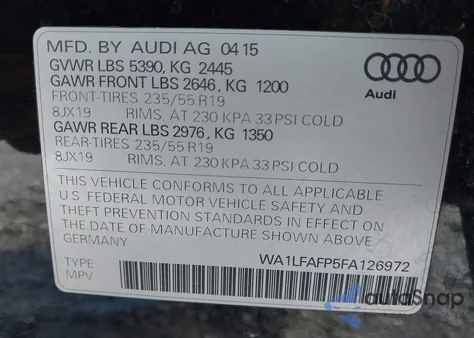 MFD. BY AUDI AG 04 15
GVWR LBS 5390, KG 2445
GAWR FRONT LBS 2646, KG 1200
FRONT-TIRES 235/55 R19
8JX19 RIMS, AT 230 KPA 33 PSI COLD
GAWR REAR LBS 2976, KG 1350
REAR-TIRES 235/55 R19
8JX19 RIMS, AT 230 KPA 33 PSI COLD
Audi
THIS VEHICLE CONFORMS TO ALL APPLICABLE
U.S. FEDERAL MOTOR VEHICLE SAFETY AND
THEFT PREVENTION STANDARDS IN EFFECT ON
THE DATE OF MANUFACTURE SHOWN ABOVE
GERMANY
TYPE
MPV
WA1LFAFP5FA126972
autoSnap